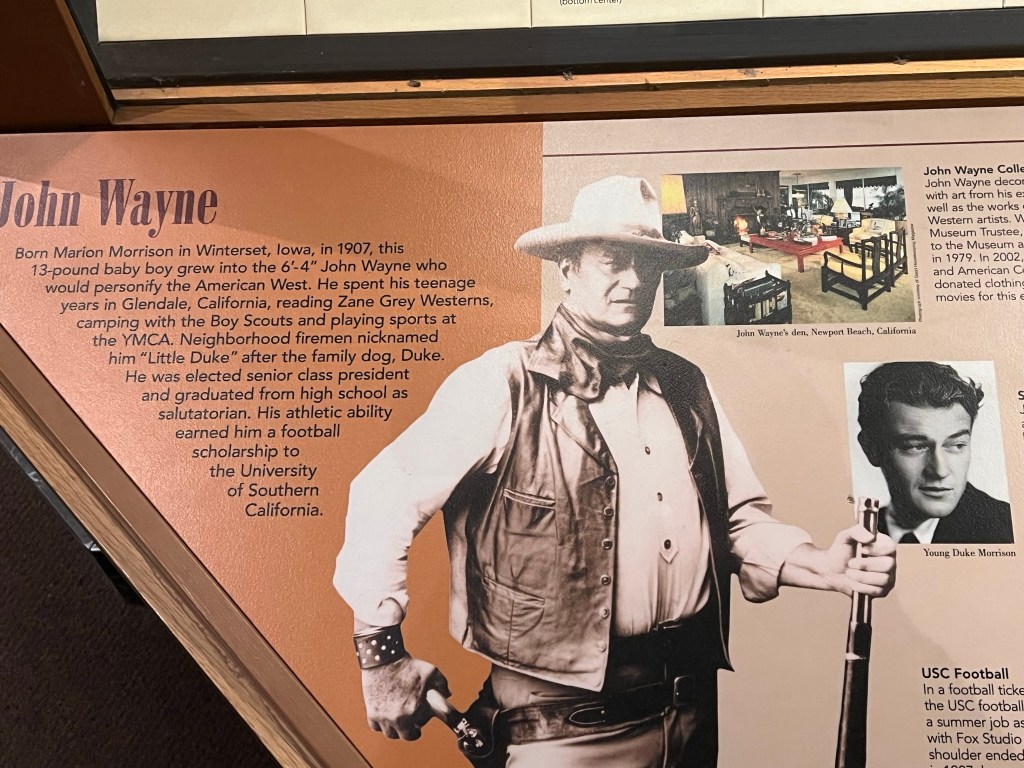 (bottom center)
John Wayne
Born Marion Morrison in Winterset, Iowa, in 1907, this
13-pound baby boy grew into the 6'-4" John Wayne who
would personify the American West. He spent his teenage
years in Glendale, California, reading Zane Grey Westerns,
camping with the Boy Scouts and playing sports at
the YMCA. Neighborhood firemen nicknamed
him "Little Duke" after the family dog, Duke.
He was elected senior class president
and graduated from high school as
salutatorian. His athletic ability
earned him a football
scholarship to
the University
of Southern
California.
John Wayne's den, Newport Beach, California
John Wayne Colle
John Wayne deco
with art from his e
well as the works
Western artists. W
Museum Trustee,
to the Museum a
in 1979. In 2002,
and American C
donated clothing
movies for this e
Young Duke Morrison
USC Football
In a football ticke
the USC football
a summer job as
with Fox Studio
shoulder ended